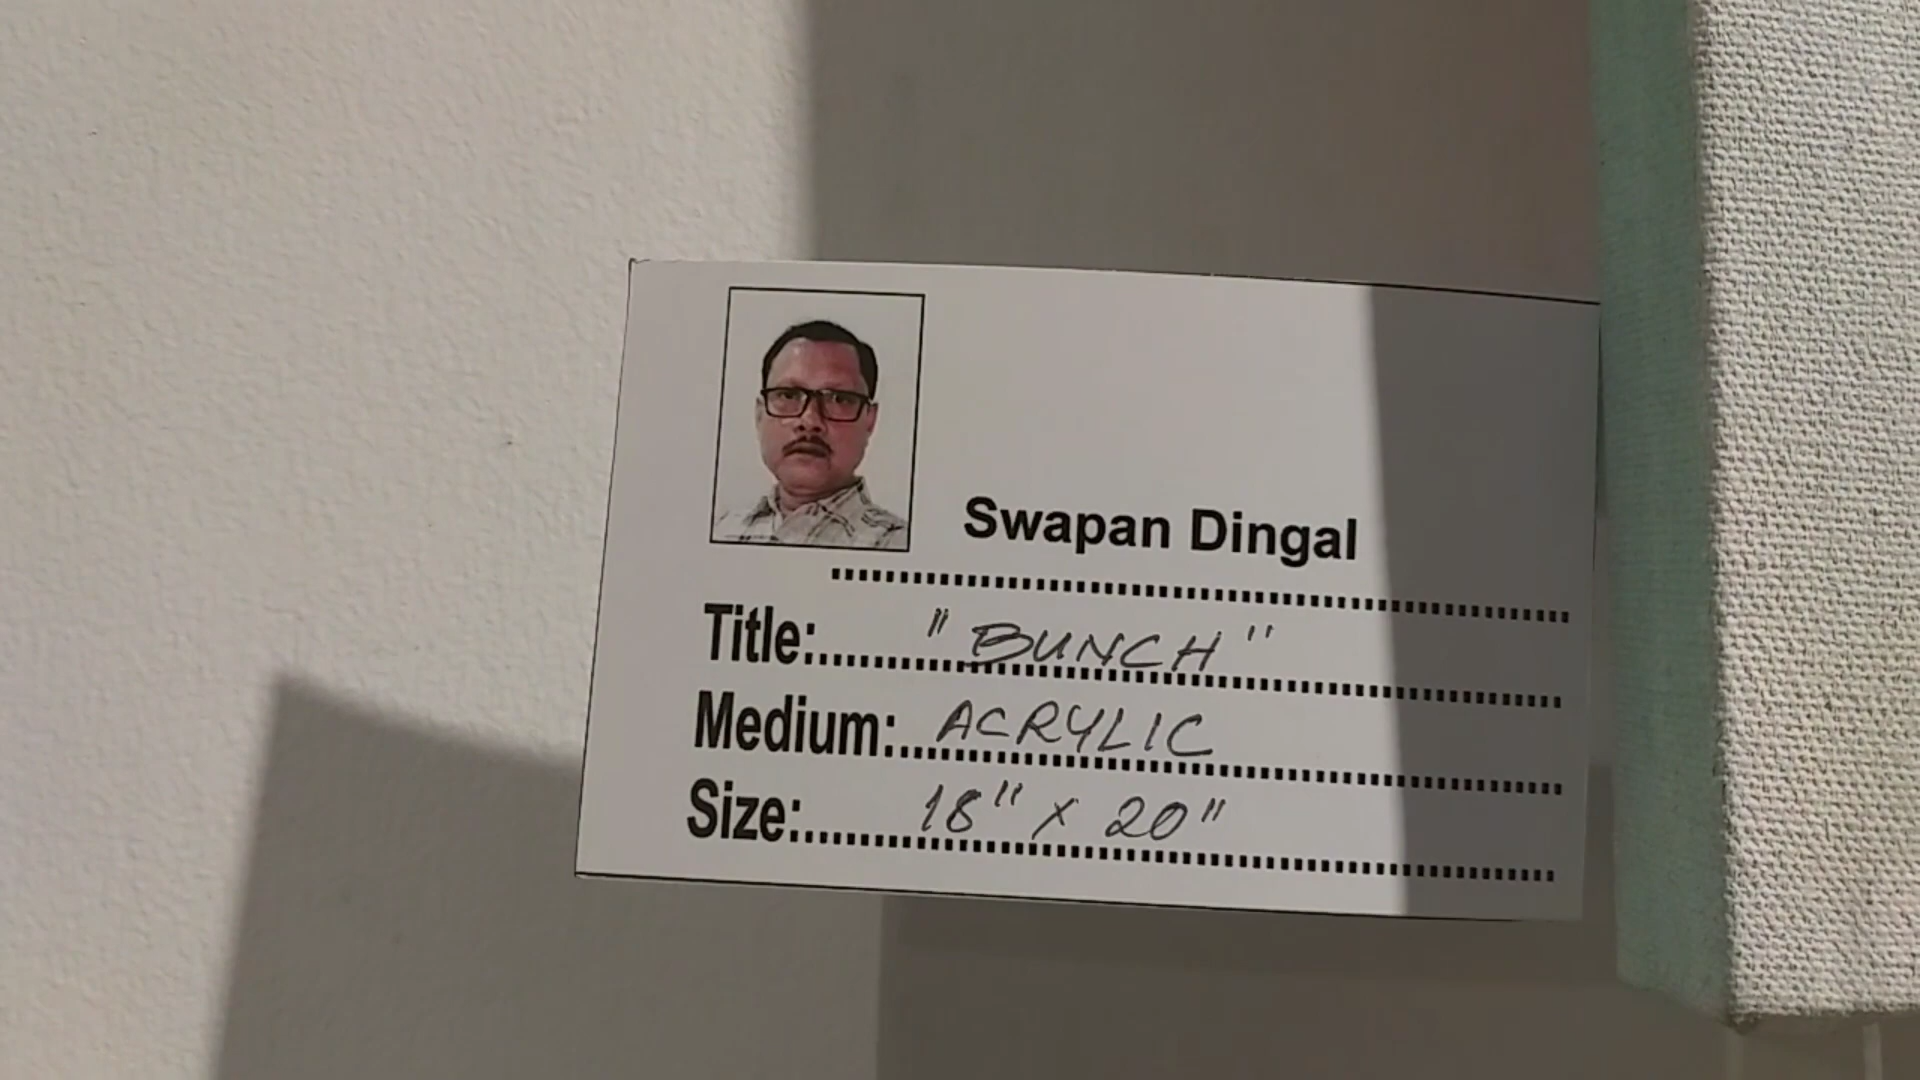 Swapan Dingal
Title: "BUNCH"
Medium: ACRYLIC
Size: 18" x 20"